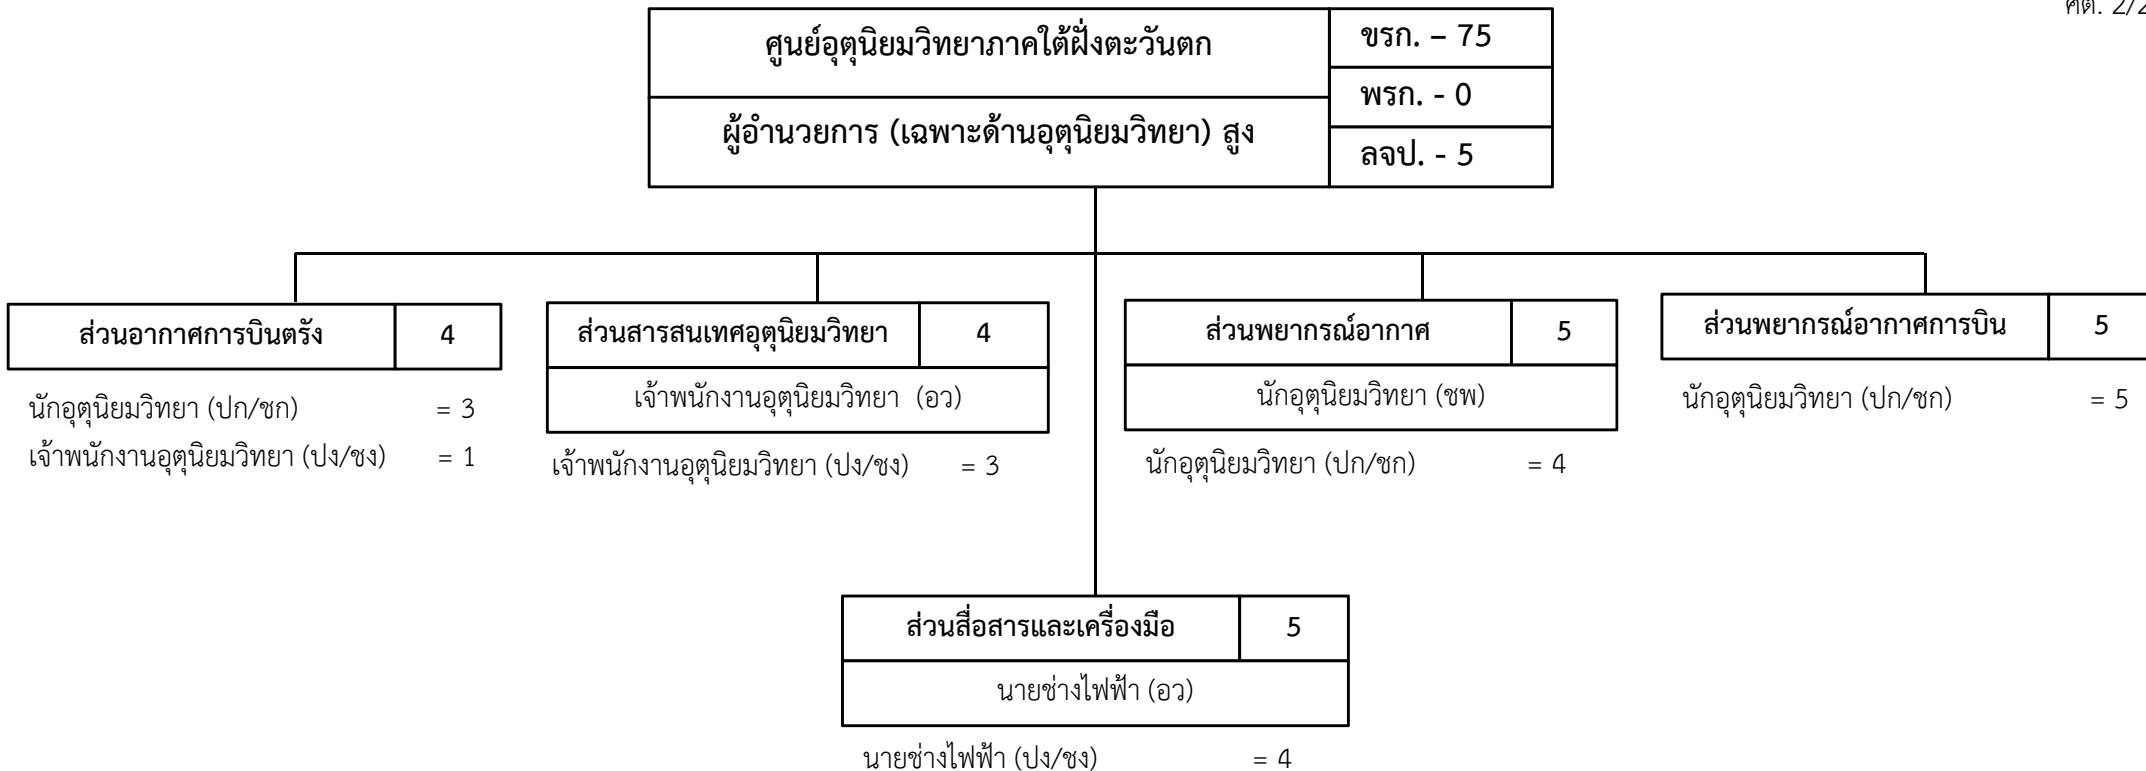 ศต. 2/2
ศูนย์อุตุนิยมวิทยาภาคใต้ฝั่งตะวันตก
ขรก. – 75
พรก. - 0
ผู้อำนวยการ (เฉพาะด้านอุตุนิยมวิทยา) สูง
ลจป. - 5
ส่วนอากาศการบินตรัง 4
นักอุตุนิยมวิทยา (ปก/ชก) = 3
เจ้าพนักงานอุตุนิยมวิทยา (ปง/ชง) = 1
ส่วนสารสนเทศอุตุนิยมวิทยา 4
เจ้าพนักงานอุตุนิยมวิทยา (อว)
เจ้าพนักงานอุตุนิยมวิทยา (ปง/ชง) = 3
ส่วนพยากรณ์อากาศ 5
นักอุตุนิยมวิทยา (ชพ)
นักอุตุนิยมวิทยา (ปก/ชก) = 4
ส่วนพยากรณ์อากาศการบิน 5
นักอุตุนิยมวิทยา (ปก/ชก) = 5
ส่วนสื่อสารและเครื่องมือ 5
นายช่างไฟฟ้า (อว)
นายช่างไฟฟ้า (ปง/ชง) = 4